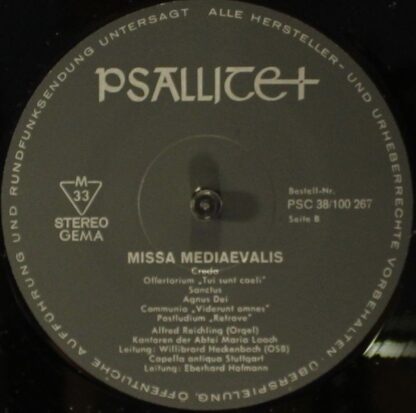 ALLE HERSTELLER- UND URHEBERRECHTE VORBEHALTEN
ÜBERSPIELUNG, ÖFFENTLICHE AUFFÜHRUNG UND RUNDFUNKSENDUNG UNTERSAGT
PSALLITE
M
33
STEREO
GEMA
Bestell-Nr.
PSC 38/100 267
Seite B
MISSA MEDIAEVALIS
Credo
Offertorium „Tui sunt caeli"
Sanctus
Agnus Dei
Communio „Viderunt omnes"
Postludium „Retrove"
Alfred Reichling (Orgel)
Kantoren der Abtei Maria Laach
Leitung: Willibrord Heckenbach (OSB)
Capella antiqua Stuttgart
Leitung: Eberhard Hofmann